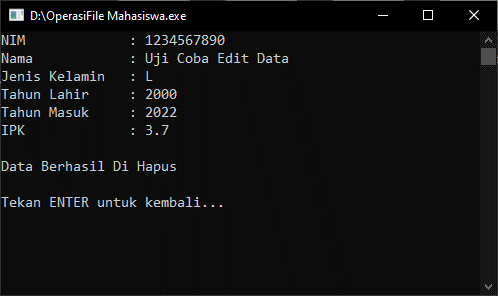 D:\OperasiFile Mahasiswa.exe
NIM             : 1234567890
Nama            : Uji Coba Edit Data
Jenis Kelamin   : L
Tahun Lahir     : 2000
Tahun Masuk     : 2022
IPK             : 3.7
Data Berhasil Di Hapus
Tekan ENTER untuk kembali...